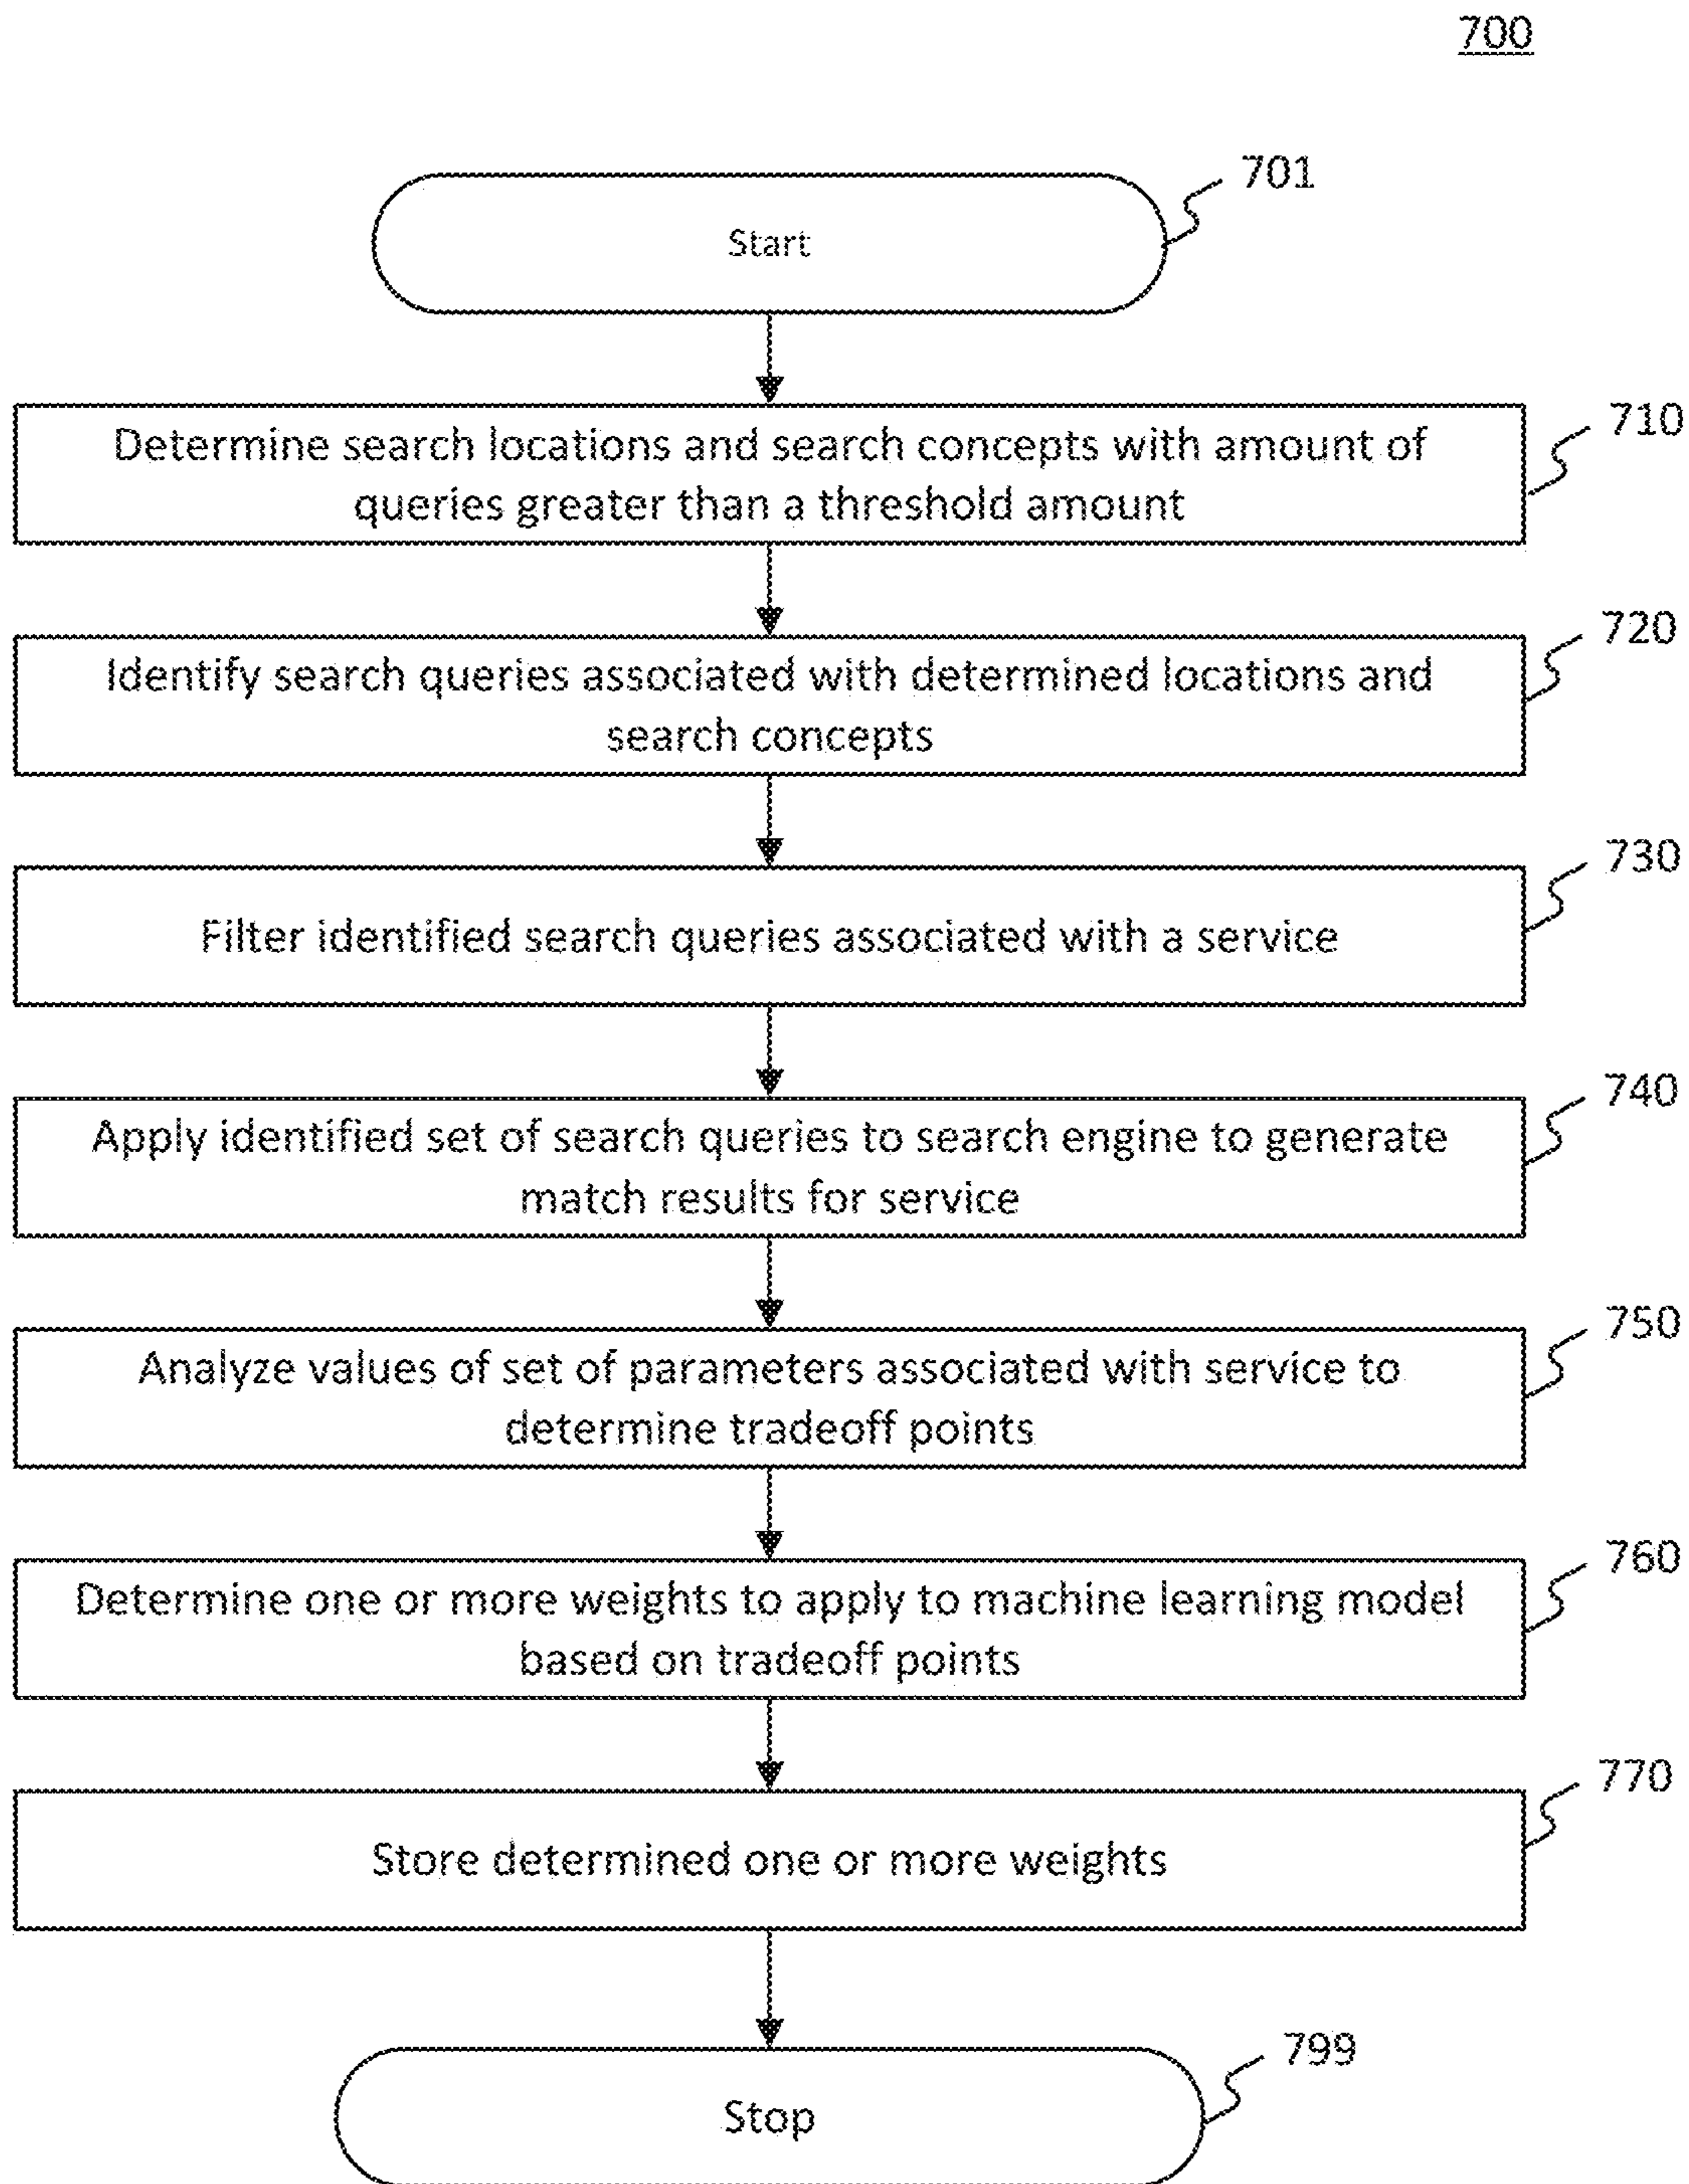 700
701
Start
710
Determine search locations and search concepts with amount of
queries greater than a threshold amount
720
Identify search queries associated with determined locations and
search concepts
730
Filter identified search queries associated with a service
740
Apply identified set of search queries to search engine to generate
match results for service
750
Analyze values of set of parameters associated with service to
determine tradeoff points
760
Determine one or more weights to apply to machine learning model
based on tradeoff points
770
Store determined one or more weights
799
Stop